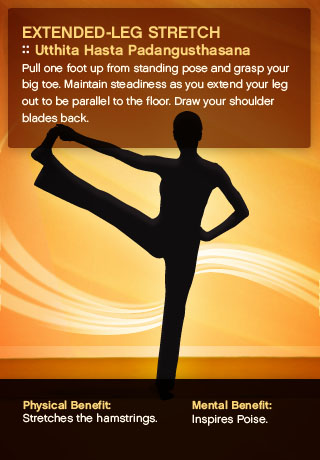 EXTENDED-LEG STRETCH
:: Utthita Hasta Padangusthasana
Pull one foot up from standing pose and grasp your
big toe. Maintain steadiness as you extend your leg
out to be parallel to the floor. Draw your shoulder
blades back.
Physical Benefit:
Stretches the hamstrings.
Mental Benefit:
Inspires Poise.